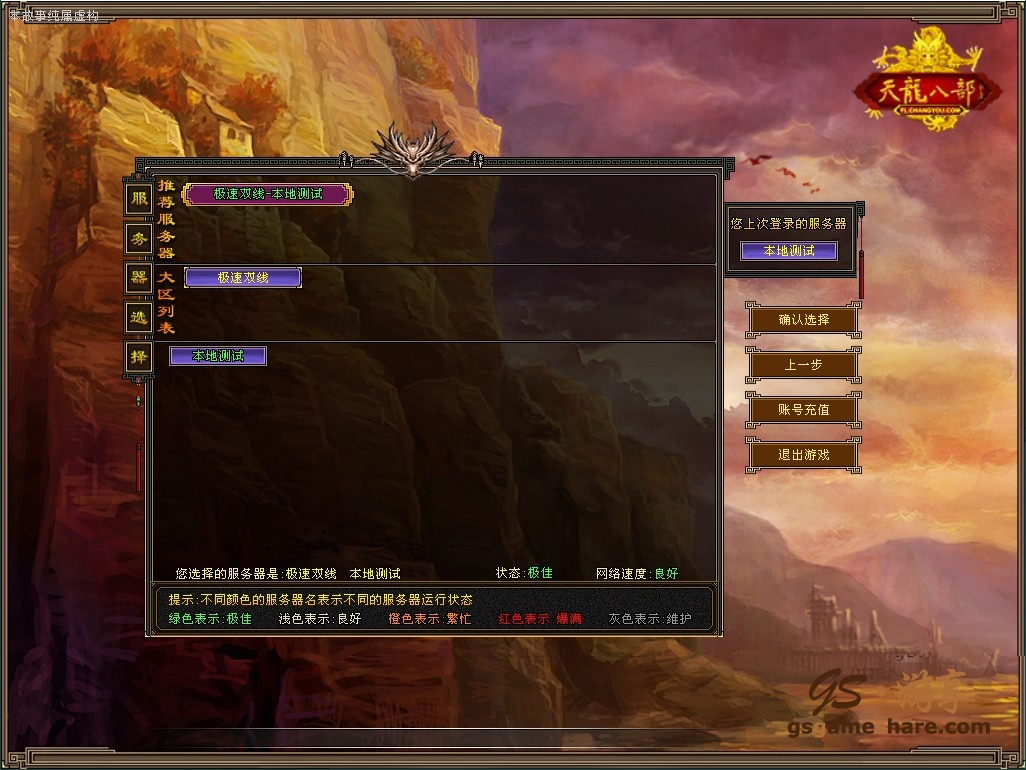 本故事纯属虚构
天龍八部
TL.CHANGYOU.COM
服务器选择
推荐服务器
极速双线-本地测试
大区列表
极速双线
本地测试
您上次登录的服务器
本地测试
确认选择
上一步
账号充值
退出游戏
您选择的服务器是:极速双线 本地测试 状态:极佳 网络速度:良好
提示:不同颜色的服务器名表示不同的服务器运行状态
绿色表示:极佳 浅色表示:良好 橙色表示:繁忙 红色表示:爆满 灰色表示:维护
GS
gs ame hare.com